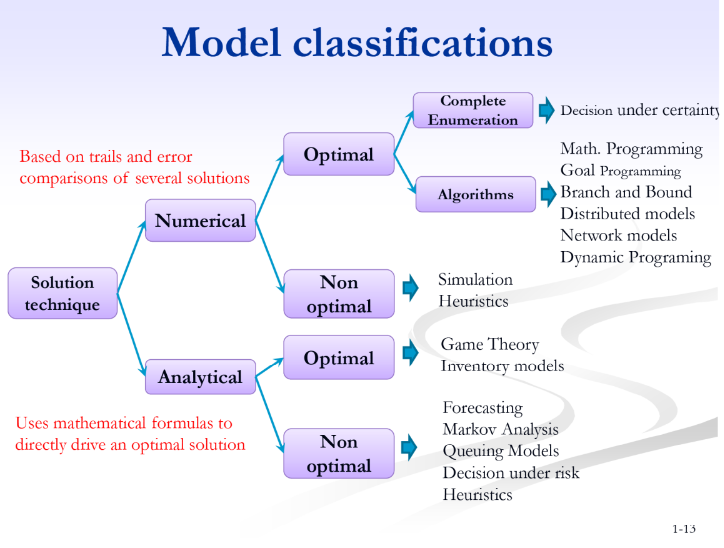 Model classifications
Complete
Enumeration
Decision under certainty
Based on trails and error
comparisons of several solutions
Optimal
Math. Programming
Goal Programming
Branch and Bound
Distributed models
Network models
Dynamic Programing
Algorithms
Numerical
Solution
technique
Non
optimal
Simulation
Heuristics
Optimal
Game Theory
Inventory models
Analytical
Uses mathematical formulas to
directly drive an optimal solution
Non
optimal
Forecasting
Markov Analysis
Queuing Models
Decision under risk
Heuristics
1-13